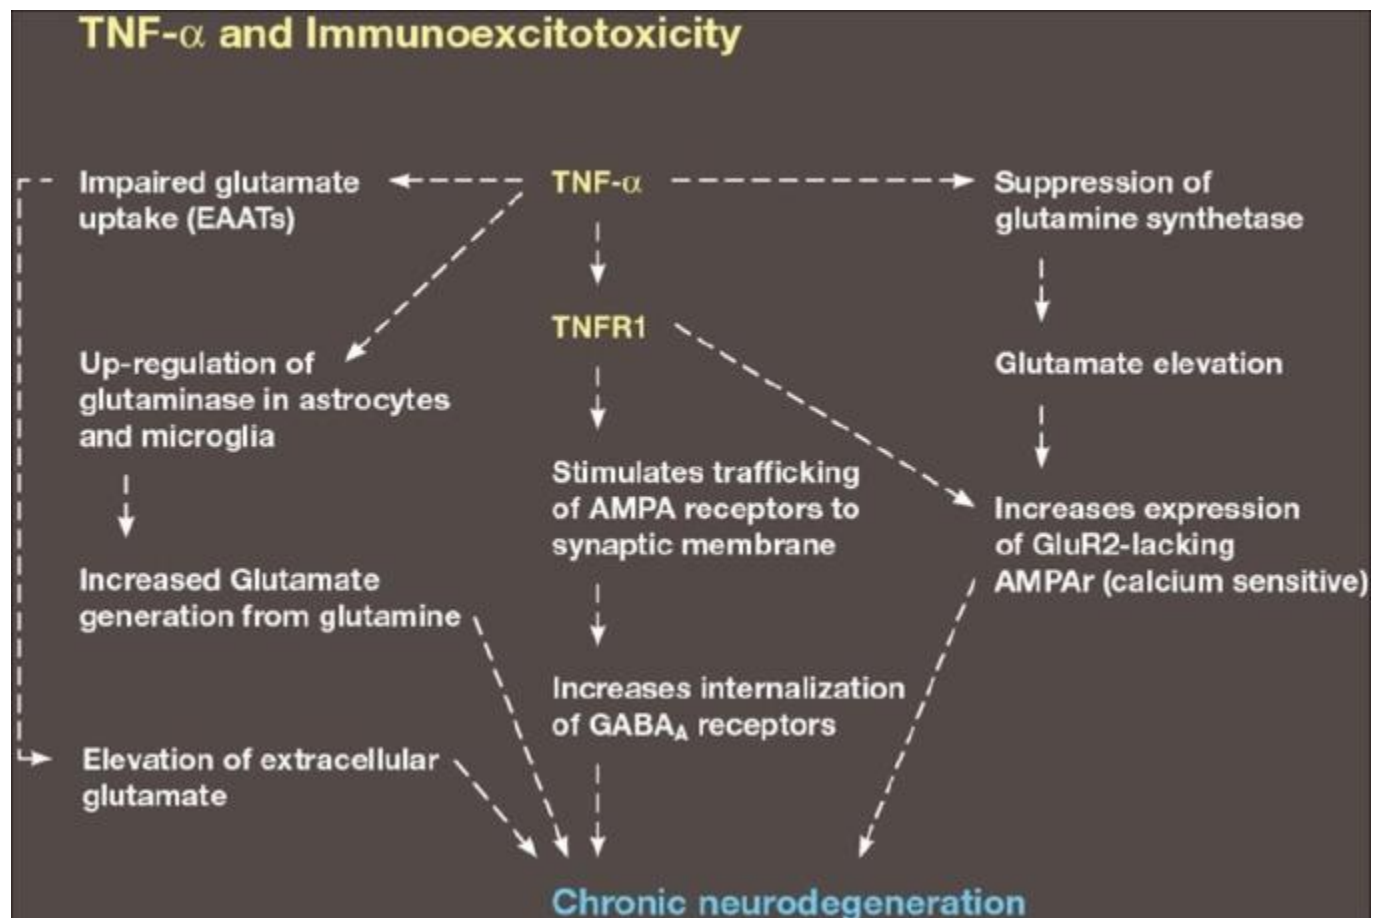 TNF-α and Immunoexcitotoxicity
Impaired glutamate
uptake (EAATs)
TNF-α
Suppression of
glutamine synthetase
TNFR1
Up-regulation of
glutaminase in astrocytes
and microglia
Glutamate elevation
Stimulates trafficking
of AMPA receptors to
synaptic membrane
Increases expression
of GluR2-lacking
AMPAr (calcium sensitive)
Increased Glutamate
generation from glutamine
Increases internalization
of GABAA receptors
Elevation of extracellular
glutamate
Chronic neurodegeneration